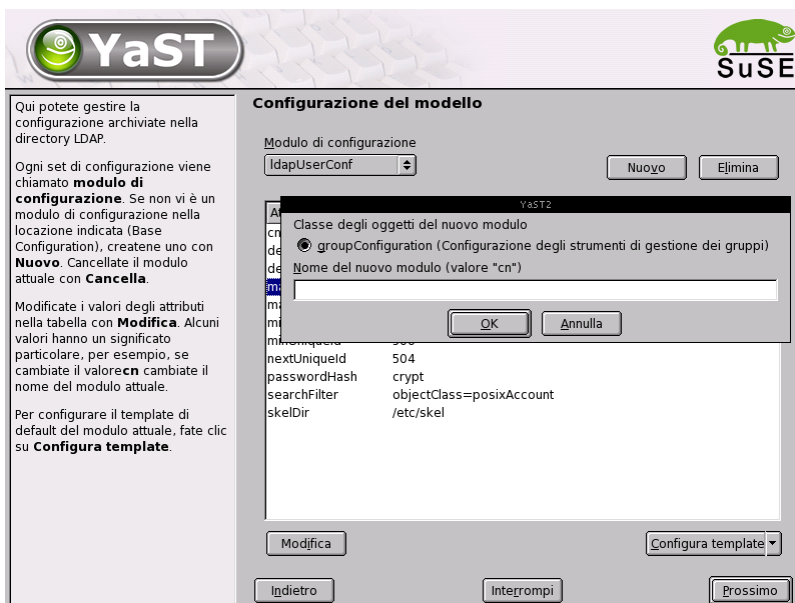 YaST
SuSE
Qui potete gestire la
configurazione archiviate nella
directory LDAP.
Ogni set di configurazione viene
chiamato modulo di
configurazione. Se non vi è un
modulo di configurazione nella
locazione indicata (Base
Configuration), createne uno con
Nuovo. Cancellate il modulo
attuale con Cancella.
Modificate i valori degli attributi
nella tabella con Modifica. Alcuni
valori hanno un significato
particolare, per esempio, se
cambiate il valorecn cambiate il
nome del modulo attuale.
Per configurare il template di
default del modulo attuale, fate clic
su Configura template.
Configurazione del modello
Modulo di configurazione
ldapUserConf
Nuovo
Elimina
YaST2
Classe degli oggetti del nuovo modulo
groupConfiguration (Configurazione degli strumenti di gestione dei gruppi)
Nome del nuovo modulo (valore "cn")
OK
Annulla
cn
de
de
ma
ma
mi
nextUniqueId 504
passwordHash crypt
searchFilter objectClass=posixAccount
skelDir /etc/skel
Modifica
Configura template
Indietro
Interrompi
Prossimo